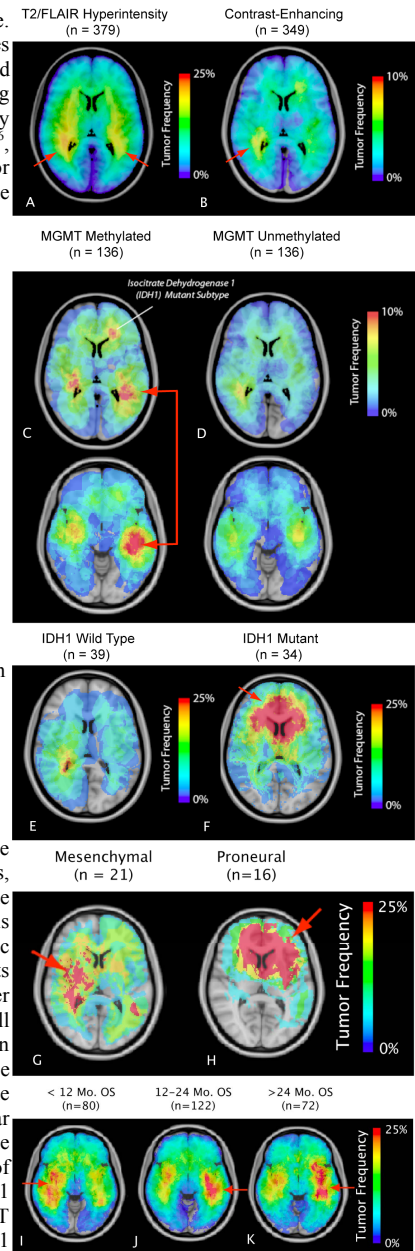 T2/FLAIR Hyperintensity
(n = 379)
Contrast-Enhancing
(n = 349)
25%
Tumor Frequency
0%
10%
Tumor Frequency
0%
A
B
MGMT Methylated
(n = 136)
MGMT Unmethylated
(n = 136)
Isocitrate Dehydrogenase 1
(IDH1) Mutant Subtype
10%
Tumor Frequency
0%
C
D
IDH1 Wild Type
(n = 39)
IDH1 Mutant
(n = 34)
25%
Tumor Frequency
0%
25%
Tumor Frequency
0%
E
F
Mesenchymal
(n = 21)
Proneural
(n=16)
25%
Tumor Frequency
0%
G
H
< 12 Mo. OS
(n=80)
12-24 Mo. OS
(n=122)
>24 Mo. OS
(n=72)
25%
Tumor Frequency
0%
I
J
K